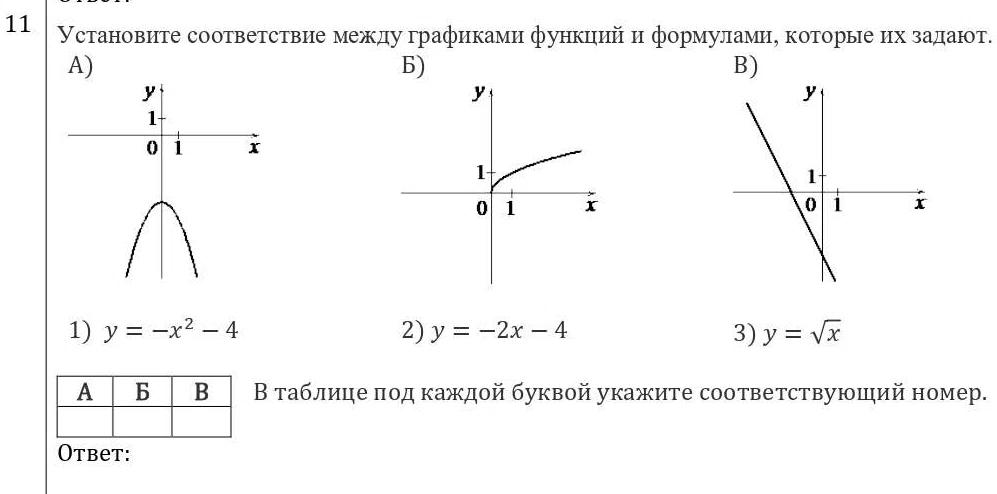 11
Установите соответствие между графиками функций и формулами, которые их задают.
А) Б) В)
y 1 0 1 x
y 1 0 1 x
y 1 0 1 x
1) y = −x² − 4 2) y = −2x − 4 3) y = √x
А Б В
В таблице под каждой буквой укажите соответствующий номер.
Ответ: